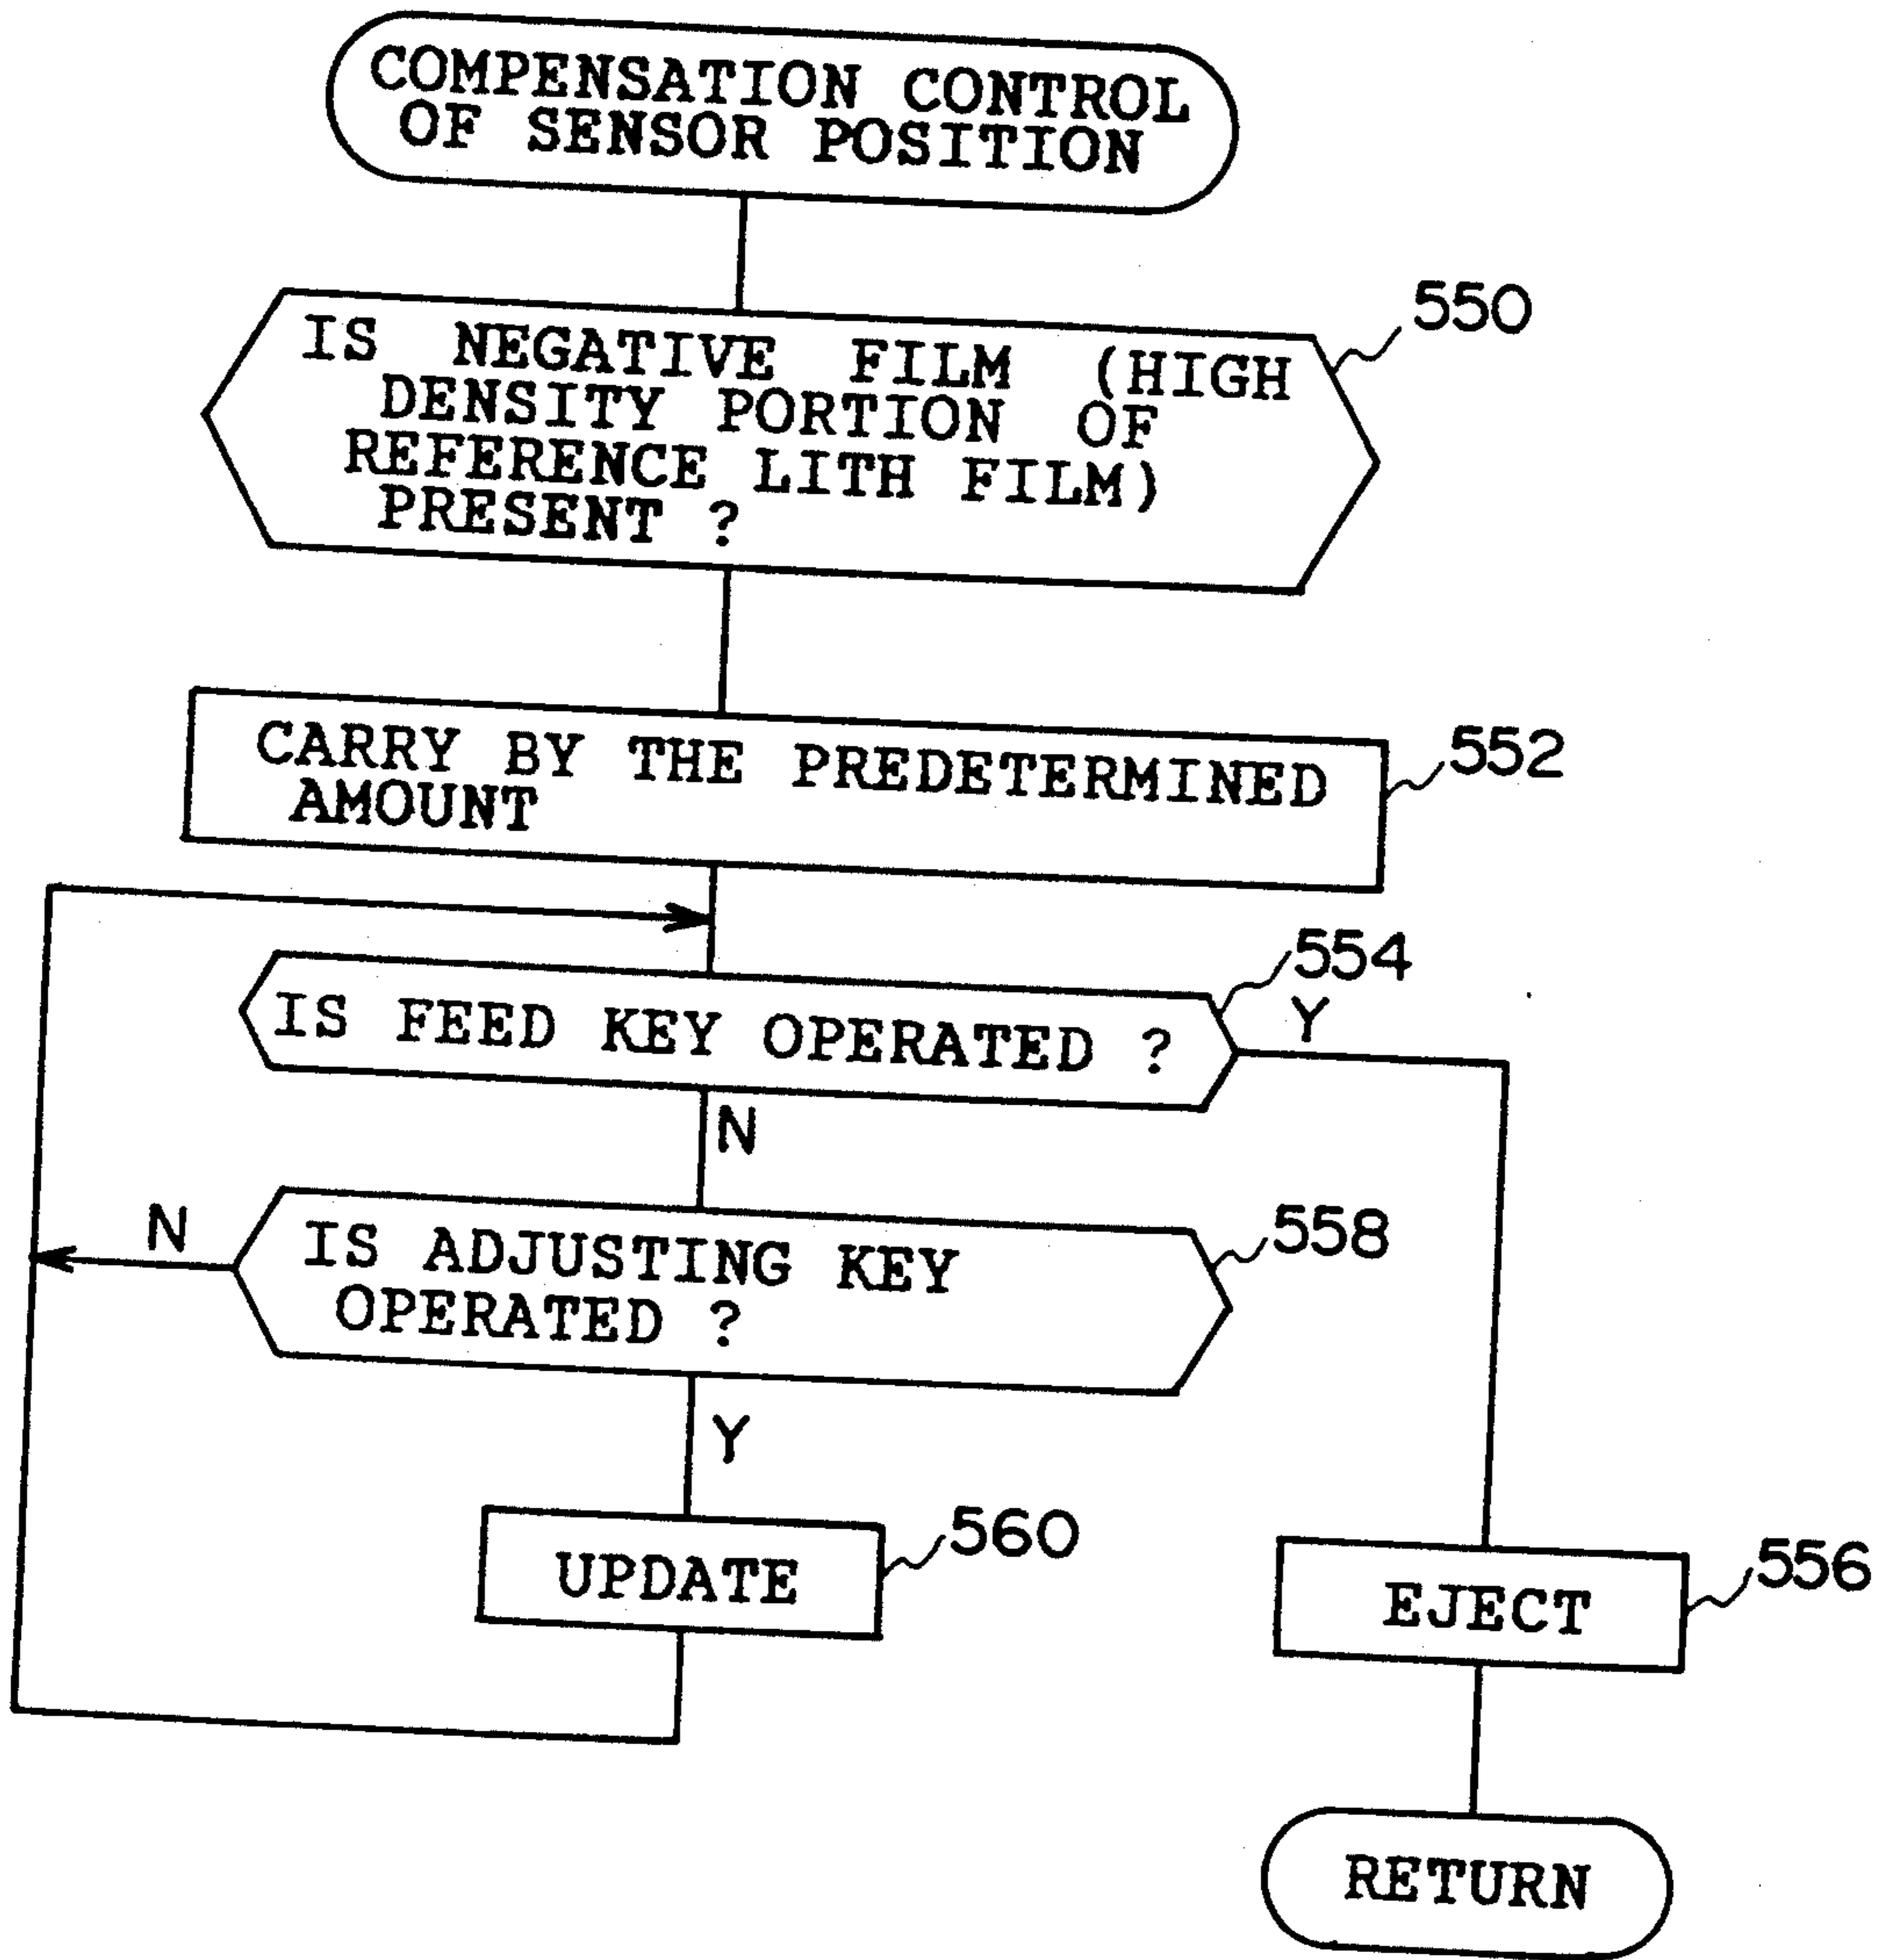 COMPENSATION CONTROL
OF SENSOR POSITION
550
IS NEGATIVE FILM (HIGH
DENSITY PORTION OF
REFERENCE LITH FILM)
PRESENT ?
552
CARRY BY THE PREDETERMINED
AMOUNT
554
Y
IS FEED KEY OPERATED ?
N
558
N
IS ADJUSTING KEY
OPERATED ?
Y
560
UPDATE
556
EJECT
RETURN